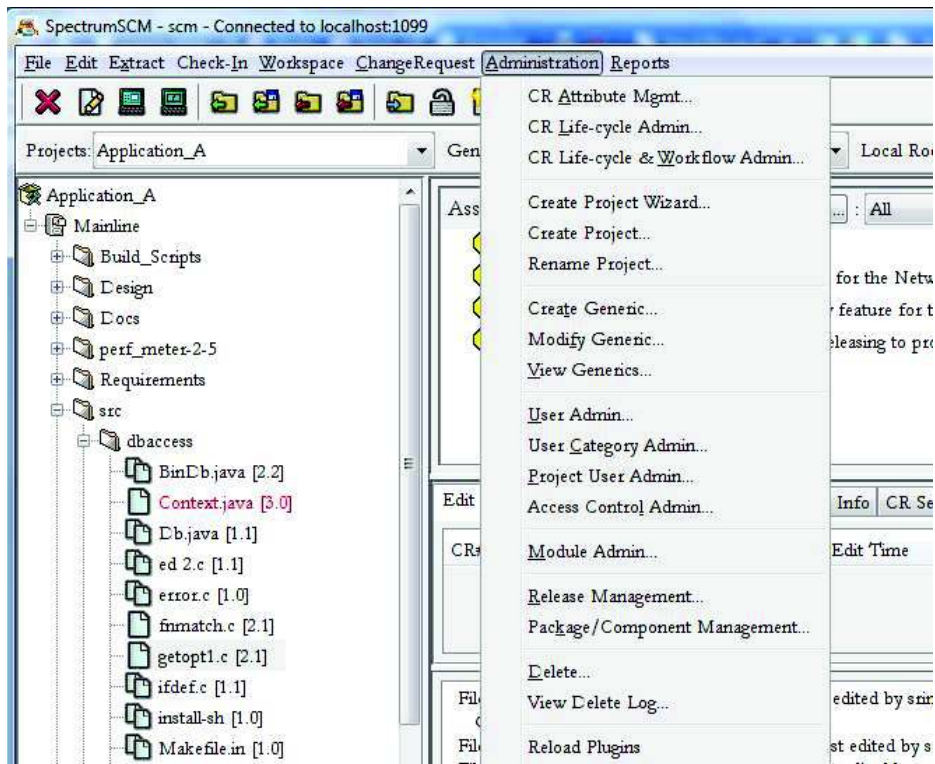 SpectrumSCM - scm - Connected to localhost:1099
File Edit Extract Check-In Workspace ChangeRequest Administration Reports
Projects: Application_A
Gen
Local Roo
Application_A
Mainline
Build_Scripts
Design
Docs
perf_meter-2-5
Requirements
src
dbaccess
BinDb.java [2.2]
Context.java [3.0]
Db.java [1.1]
ed 2.c [1.1]
error.c [1.0]
fnmatch.c [2.1]
getopt1.c [2.1]
ifdef.c [1.1]
install-sh [1.0]
Makefile.in [1.0]
CR Attribute Mgmt...
CR Life-cycle Admin...
CR Life-cycle & Workflow Admin...
Create Project Wizard...
Create Project...
Rename Project...
Create Generic...
Modify Generic...
View Generics...
User Admin...
User Category Admin...
Project User Admin...
Access Control Admin...
Module Admin...
Release Management...
Package/Component Management...
Delete...
View Delete Log...
Reload Plugins
Ass
... : All
for the Netw
feature for t
eleasing to pro
Edit
Info CR Se
CR#
Edit Time
File
edited by srin
File
st edited by s